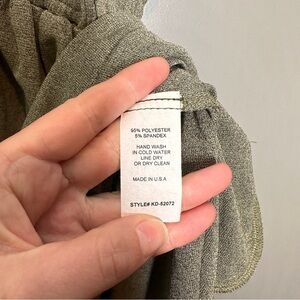 95% POLYESTER
5% SPANDEX
HAND WASH
IN COLD WATER
LINE DRY
OR DRY CLEAN
MADE IN U.S.A
STYLE# KD-52072